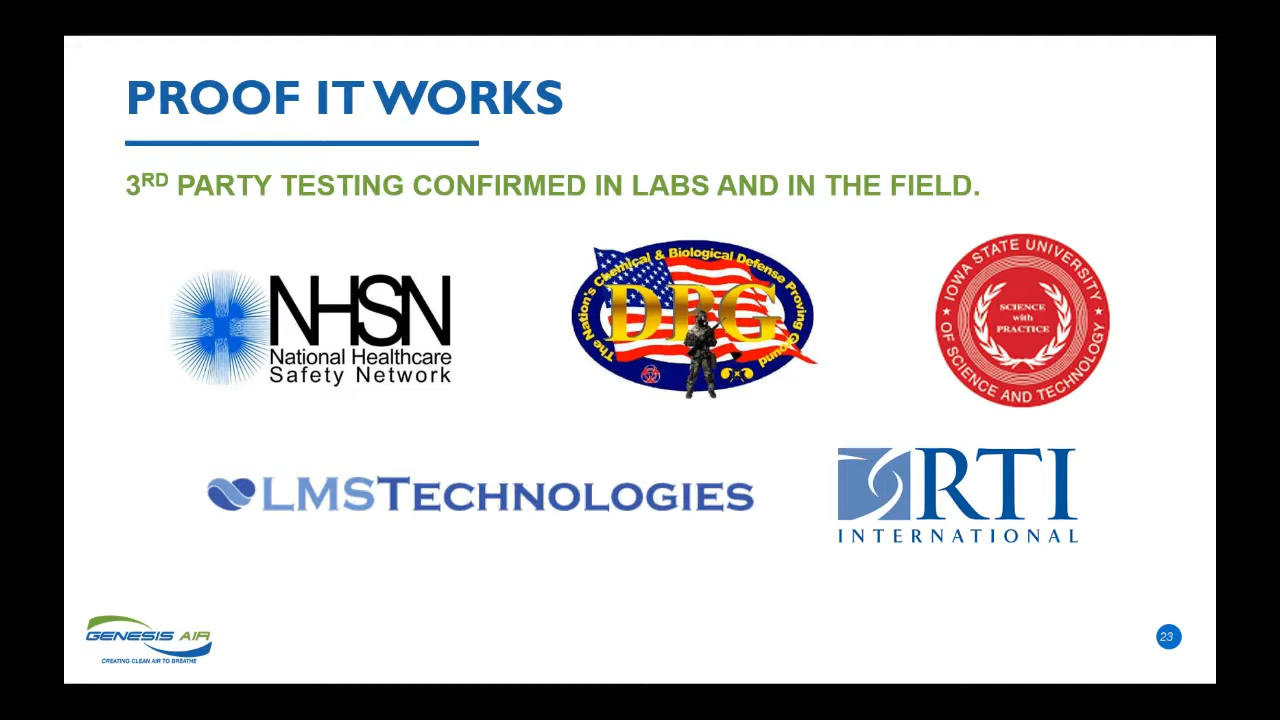 PROOF IT WORKS
3RD PARTY TESTING CONFIRMED IN LABS AND IN THE FIELD.
NHSN
National Healthcare
Safety Network
The Nation's Chemical & Biological Defense Proving Ground
DPG
IOWA STATE UNIVERSITY
SCIENCE
with
PRACTICE
OF SCIENCE AND TECHNOLOGY
LMSTECHNOLOGIES
RTI
INTERNATIONAL
GENESIS AIR
CREATING CLEAN AIR TO BREATHE
23